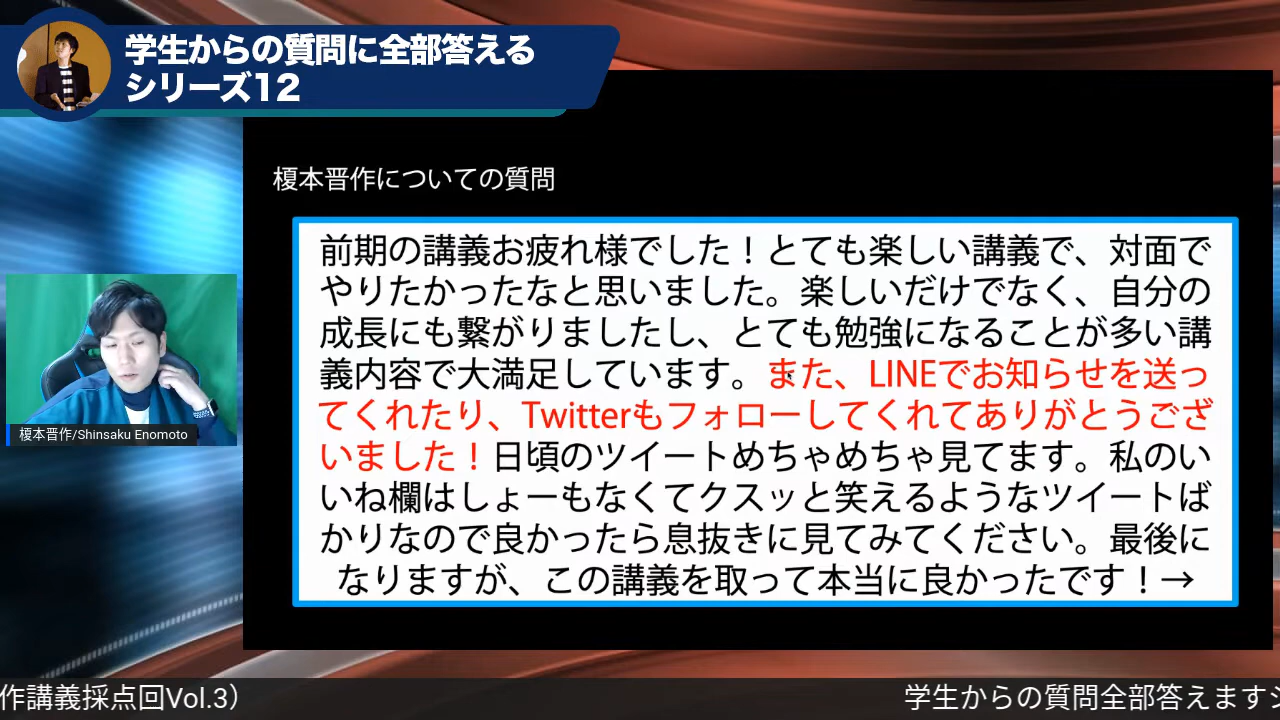 学生からの質問に全部答える
シリーズ12
榎本晋作についての質問
前期の講義お疲れ様でした！とても楽しい講義で、対面で
やりたかったなと思いました。楽しいだけでなく、自分の
成長にも繋がりましたし、とても勉強になることが多い講
義内容で大満足しています。また、LINEでお知らせを送っ
てくれたり、Twitterもフォローしてくれてありがとうござ
いました！日頃のツイートめちゃめちゃ見てます。私のい
いね欄はしょーもなくてクスッと笑えるようなツイートば
かりなので良かったら息抜きに見てみてください。最後に
なりますが、この講義を取って本当に良かったです！→
榎本晋作/Shinsaku Enomoto
作講義採点回Vol.3）
学生からの質問全部答えますシ